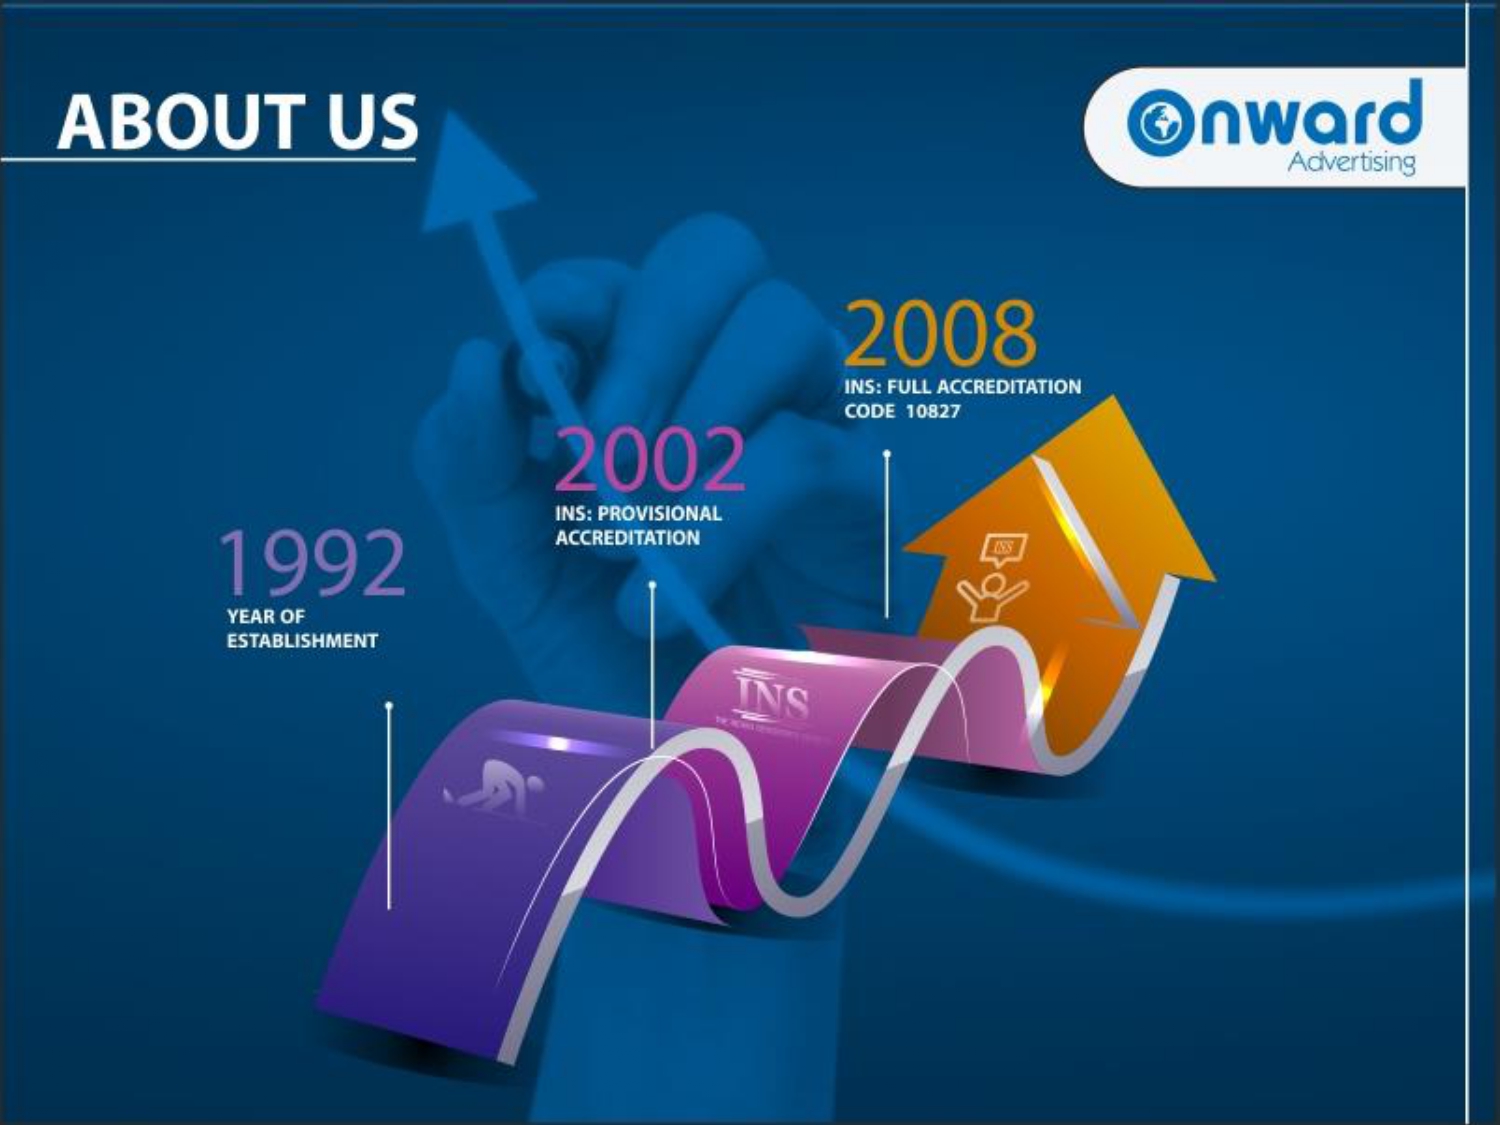 ABOUT US
Onward
Advertising
2008
INS: FULL ACCREDITATION
CODE 10827
2002
INS: PROVISIONAL
ACCREDITATION
1992
YEAR OF
ESTABLISHMENT
INS